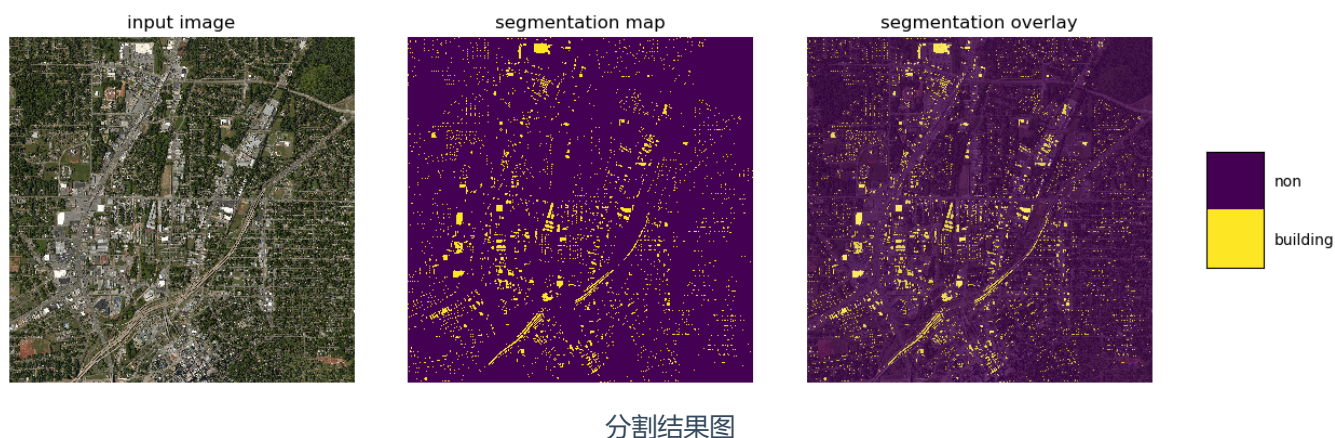 input image
segmentation map
segmentation overlay
non
building
分割结果图